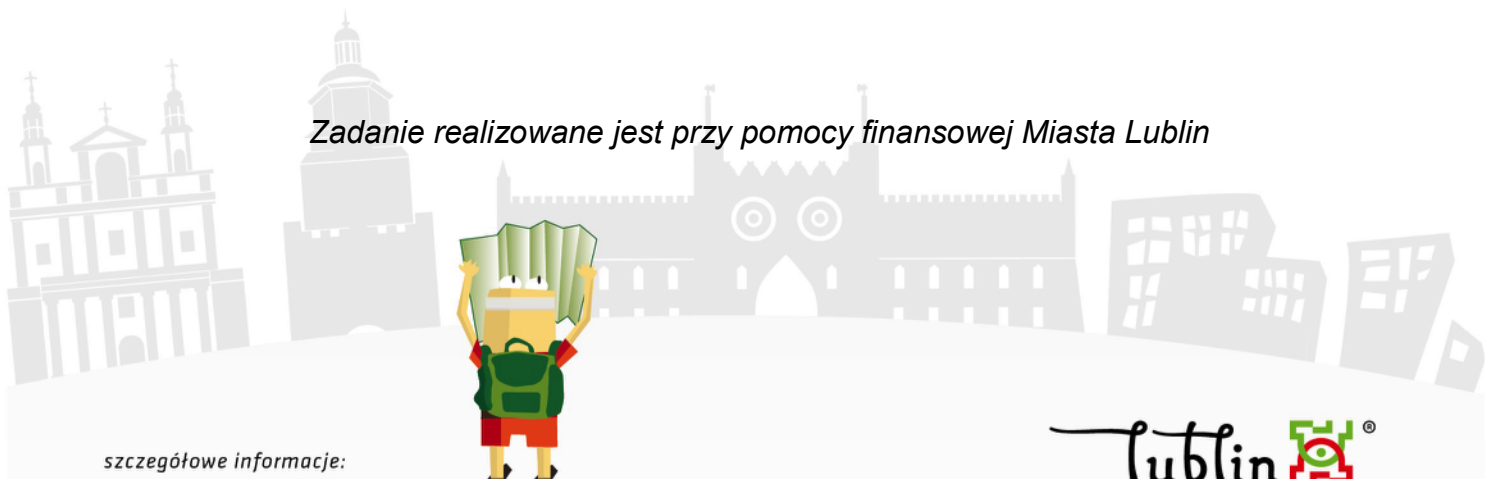 Zadanie realizowane jest przy pomocy finansowej Miasta Lublin
szczegółowe informacje:
lublin ®